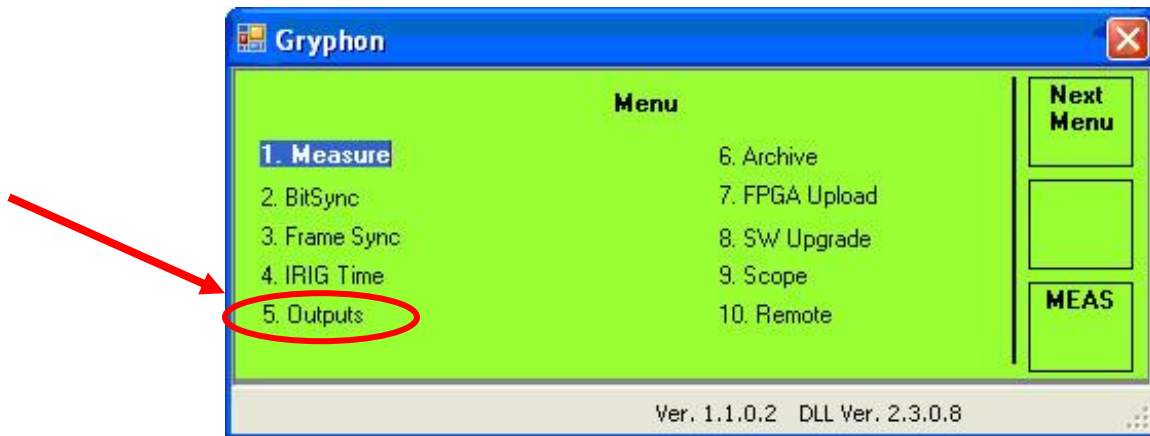 Gryphon
Menu
1. Measure
2. BitSync
3. Frame Sync
4. IRIG Time
5. Outputs
6. Archive
7. FPGA Upload
8. SW Upgrade
9. Scope
10. Remote
Next
Menu
MEAS
Ver. 1.1.0.2 DLL Ver. 2.3.0.8